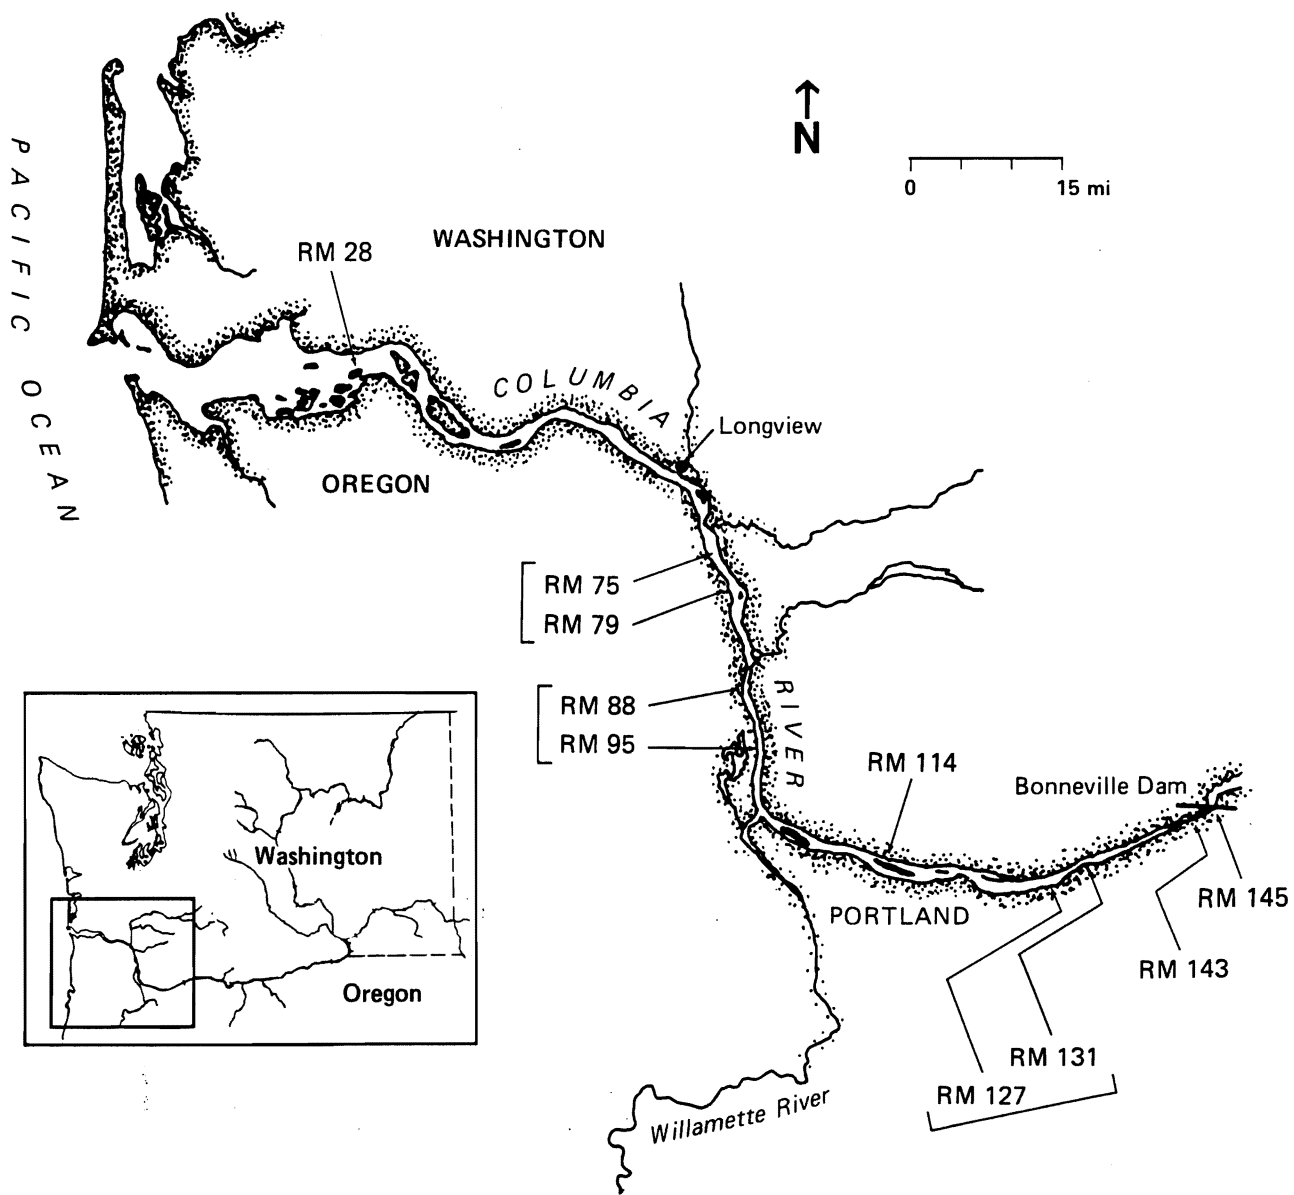 N
0 15 mi
PACIFIC OCEAN
WASHINGTON
RM 28
COLUMBIA
Longview
OREGON
RM 75
RM 79
RM 88
RM 95
RIVER
RM 114
Bonneville Dam
Washington
RM 145
PORTLAND
RM 143
Oregon
RM 131
RM 127
Willamette River